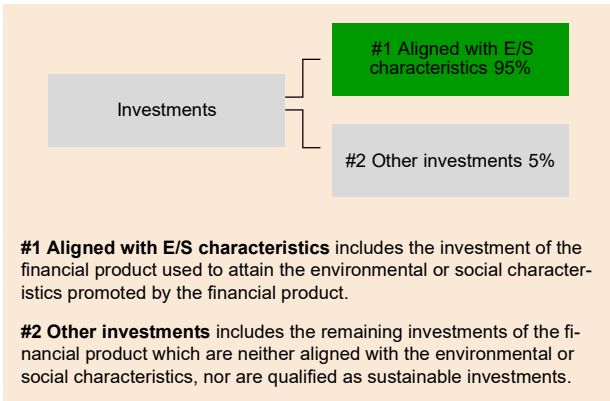 #1 Aligned with E/S
characteristics 95%
Investments
#2 Other investments 5%
#1 Aligned with E/S characteristics includes the investment of the
financial product used to attain the environmental or social character-
istics promoted by the financial product.
#2 Other investments includes the remaining investments of the fi-
nancial product which are neither aligned with the environmental or
social characteristics, nor are qualified as sustainable investments.